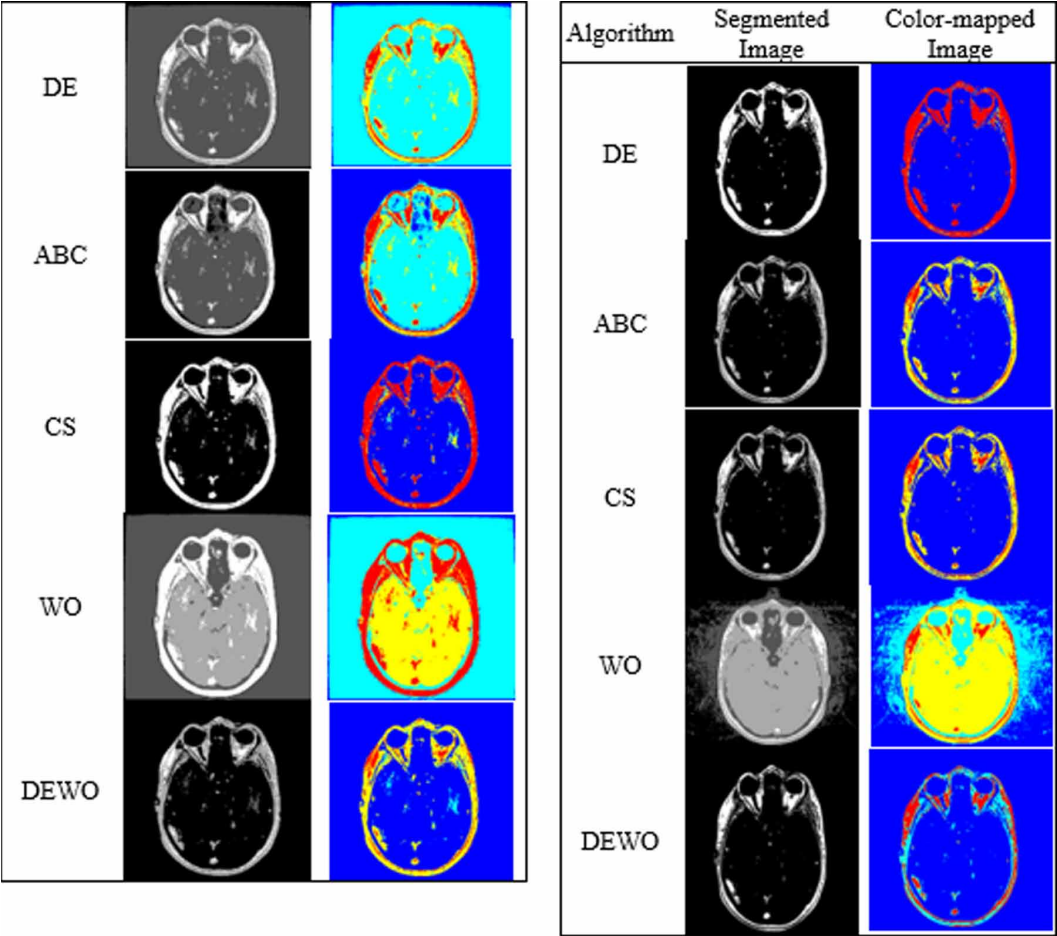 DE
ABC
CS
WO
DEWO
Algorithm
Segmented
Image
Color-mapped
Image
DE
ABC
CS
WO
DEWO